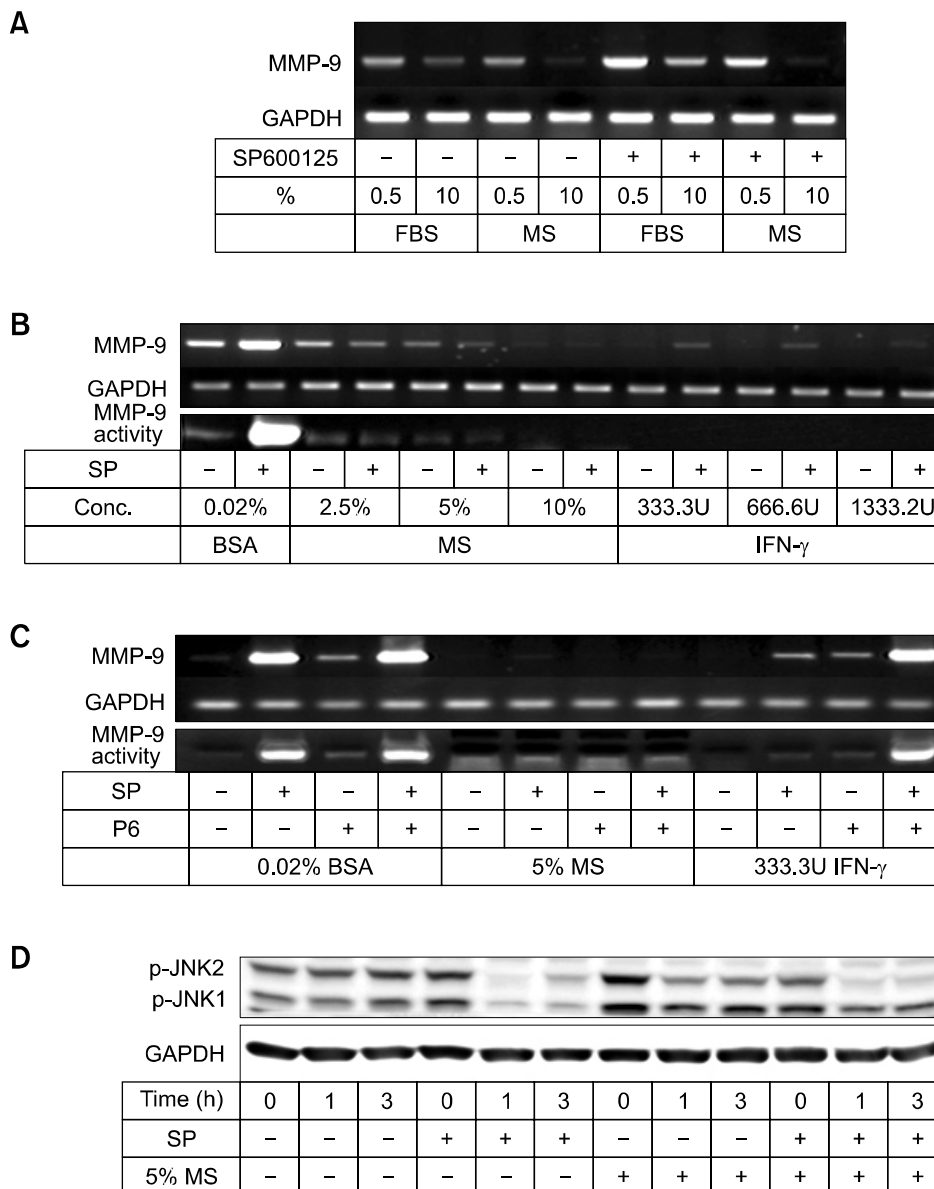 A
MMP-9
GAPDH
SP600125 – – – – + + + +
% 0.5 10 0.5 10 0.5 10 0.5 10
FBS MS FBS MS
B
MMP-9
GAPDH
MMP-9
activity
SP – + – + – + – + – + – + – +
Conc. 0.02% 2.5% 5% 10% 333.3U 666.6U 1333.2U
BSA MS IFN-γ
C
MMP-9
GAPDH
MMP-9
activity
SP – + – + – + – + – + – +
P6 – – + + – – + + – – + +
0.02% BSA 5% MS 333.3U IFN-γ
D
p-JNK2
p-JNK1
GAPDH
Time (h) 0 1 3 0 1 3 0 1 3 0 1 3
SP – – – + + + – – – + + +
5% MS – – – – – – + + + + + +